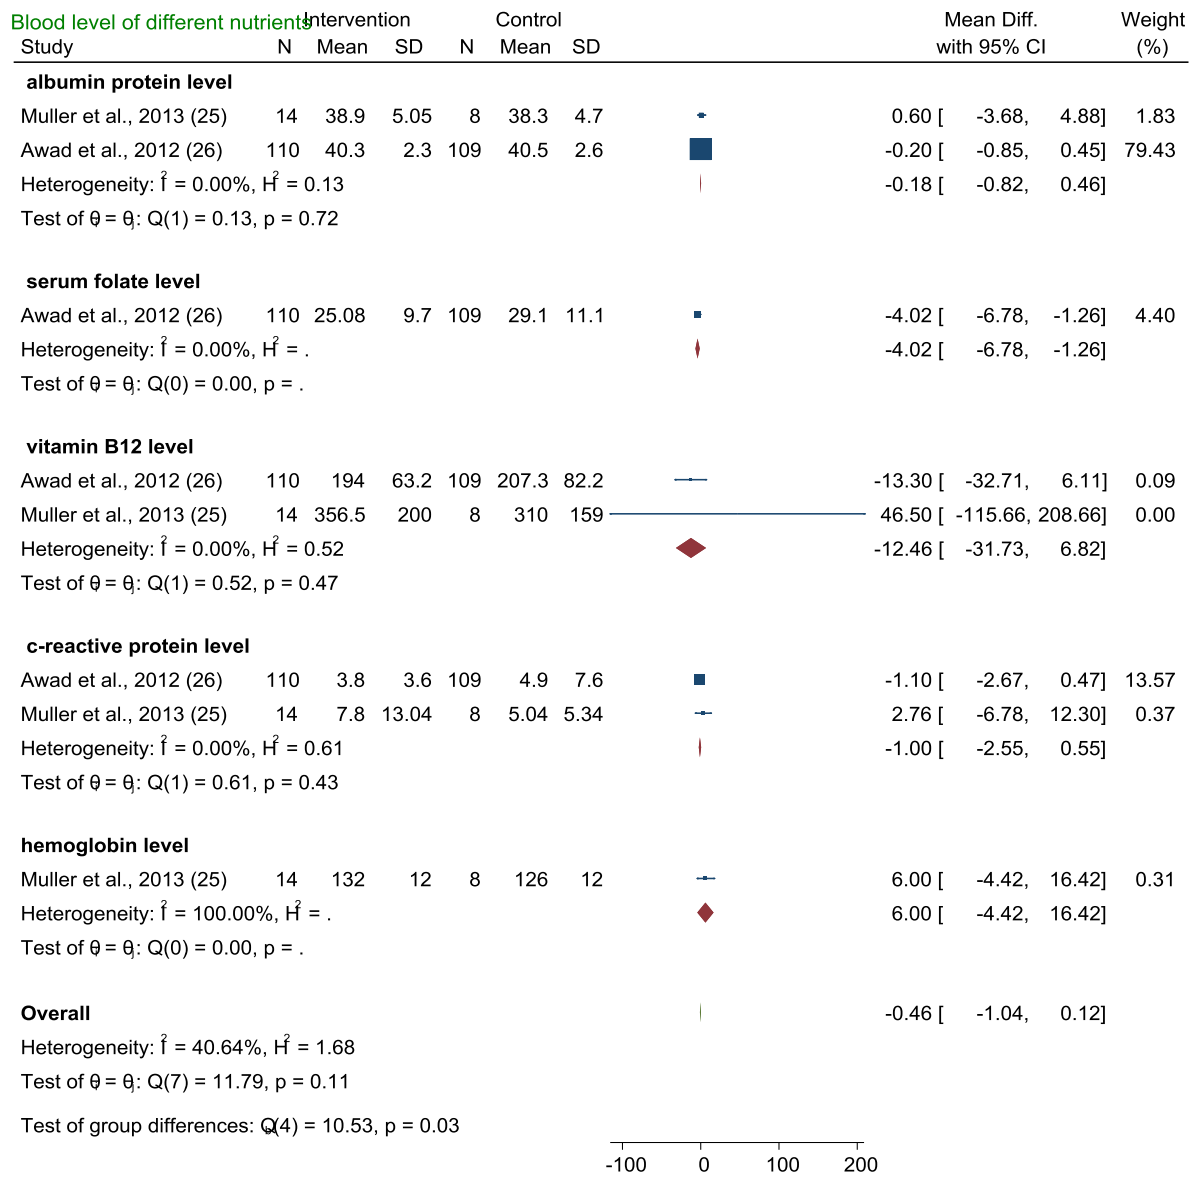 Blood level of different nutrients Intervention Control Mean Diff. Weight
Study N Mean SD N Mean SD with 95% CI (%)
albumin protein level
Muller et al., 2013 (25) 14 38.9 5.05 8 38.3 4.7 0.60 [ -3.68, 4.88] 1.83
Awad et al., 2012 (26) 110 40.3 2.3 109 40.5 2.6 -0.20 [ -0.85, 0.45] 79.43
Heterogeneity: I² = 0.00%, H² = 0.13 -0.18 [ -0.82, 0.46]
Test of θᵢ = θⱼ: Q(1) = 0.13, p = 0.72
serum folate level
Awad et al., 2012 (26) 110 25.08 9.7 109 29.1 11.1 -4.02 [ -6.78, -1.26] 4.40
Heterogeneity: I² = 0.00%, H² = . -4.02 [ -6.78, -1.26]
Test of θᵢ = θⱼ: Q(0) = 0.00, p = .
vitamin B12 level
Awad et al., 2012 (26) 110 194 63.2 109 207.3 82.2 -13.30 [ -32.71, 6.11] 0.09
Muller et al., 2013 (25) 14 356.5 200 8 310 159 46.50 [ -115.66, 208.66] 0.00
Heterogeneity: I² = 0.00%, H² = 0.52 -12.46 [ -31.73, 6.82]
Test of θᵢ = θⱼ: Q(1) = 0.52, p = 0.47
c-reactive protein level
Awad et al., 2012 (26) 110 3.8 3.6 109 4.9 7.6 -1.10 [ -2.67, 0.47] 13.57
Muller et al., 2013 (25) 14 7.8 13.04 8 5.04 5.34 2.76 [ -6.78, 12.30] 0.37
Heterogeneity: I² = 0.00%, H² = 0.61 -1.00 [ -2.55, 0.55]
Test of θᵢ = θⱼ: Q(1) = 0.61, p = 0.43
hemoglobin level
Muller et al., 2013 (25) 14 132 12 8 126 12 6.00 [ -4.42, 16.42] 0.31
Heterogeneity: I² = 100.00%, H² = . 6.00 [ -4.42, 16.42]
Test of θᵢ = θⱼ: Q(0) = 0.00, p = .
Overall -0.46 [ -1.04, 0.12]
Heterogeneity: I² = 40.64%, H² = 1.68
Test of θᵢ = θⱼ: Q(7) = 11.79, p = 0.11
Test of group differences: Q_b(4) = 10.53, p = 0.03
-100 0 100 200